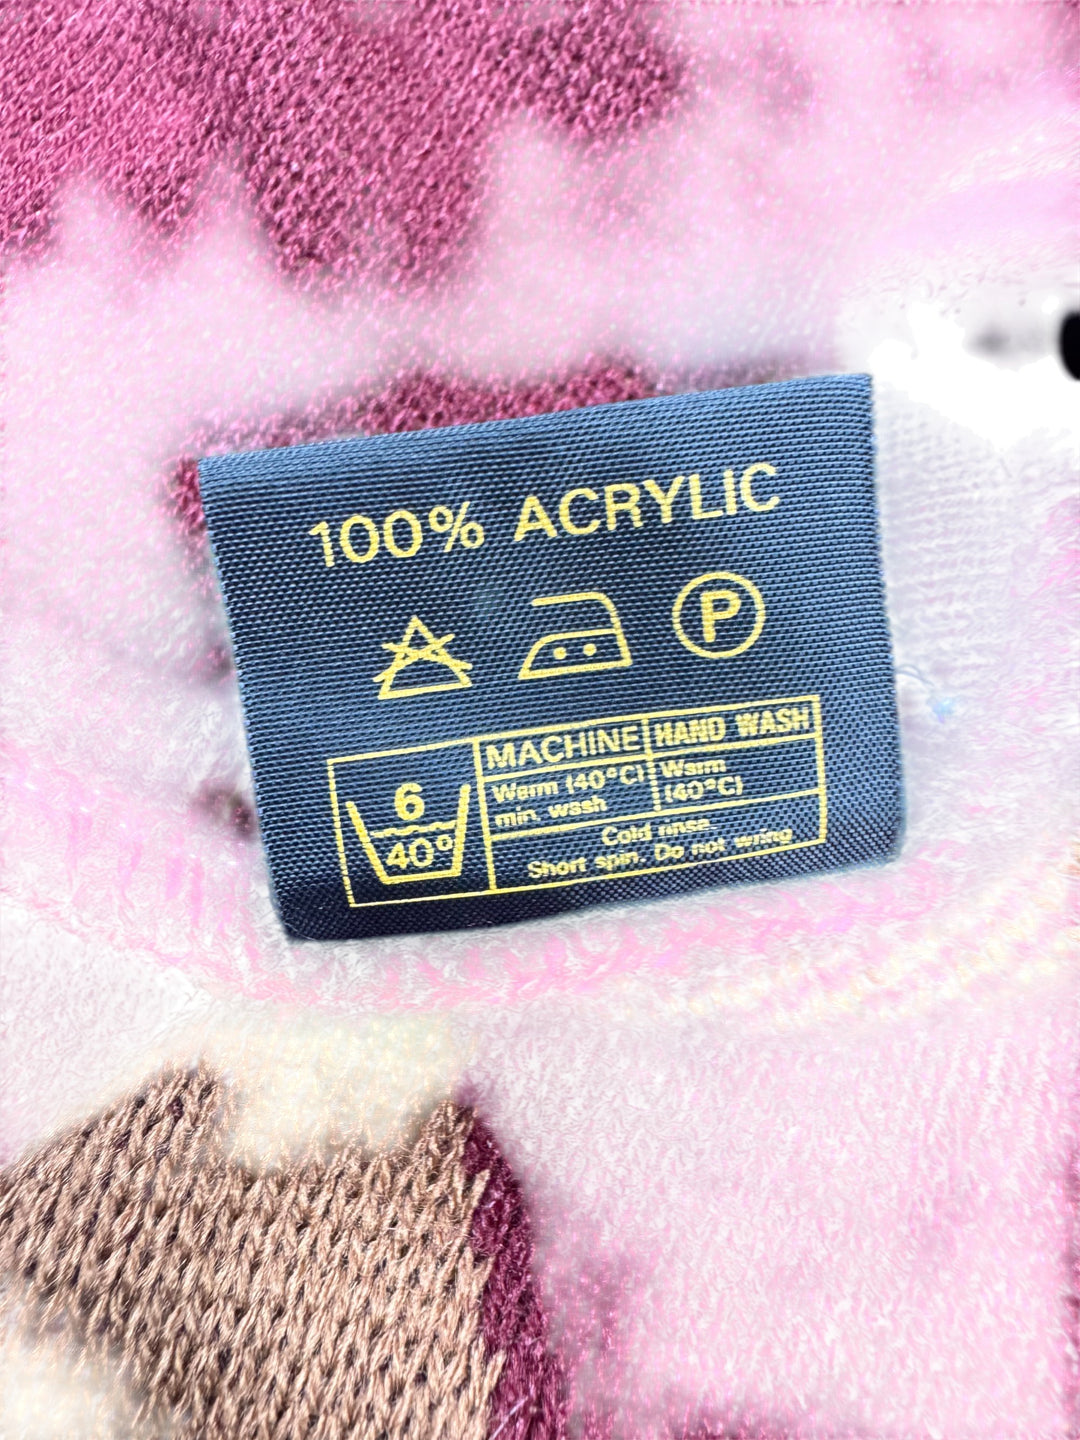 100% ACRYLIC
P
MACHINE HAND WASH
6
Warm (40°C) Warm
min. wash (40°C)
40°
Cold rinse.
Short spin. Do not wring